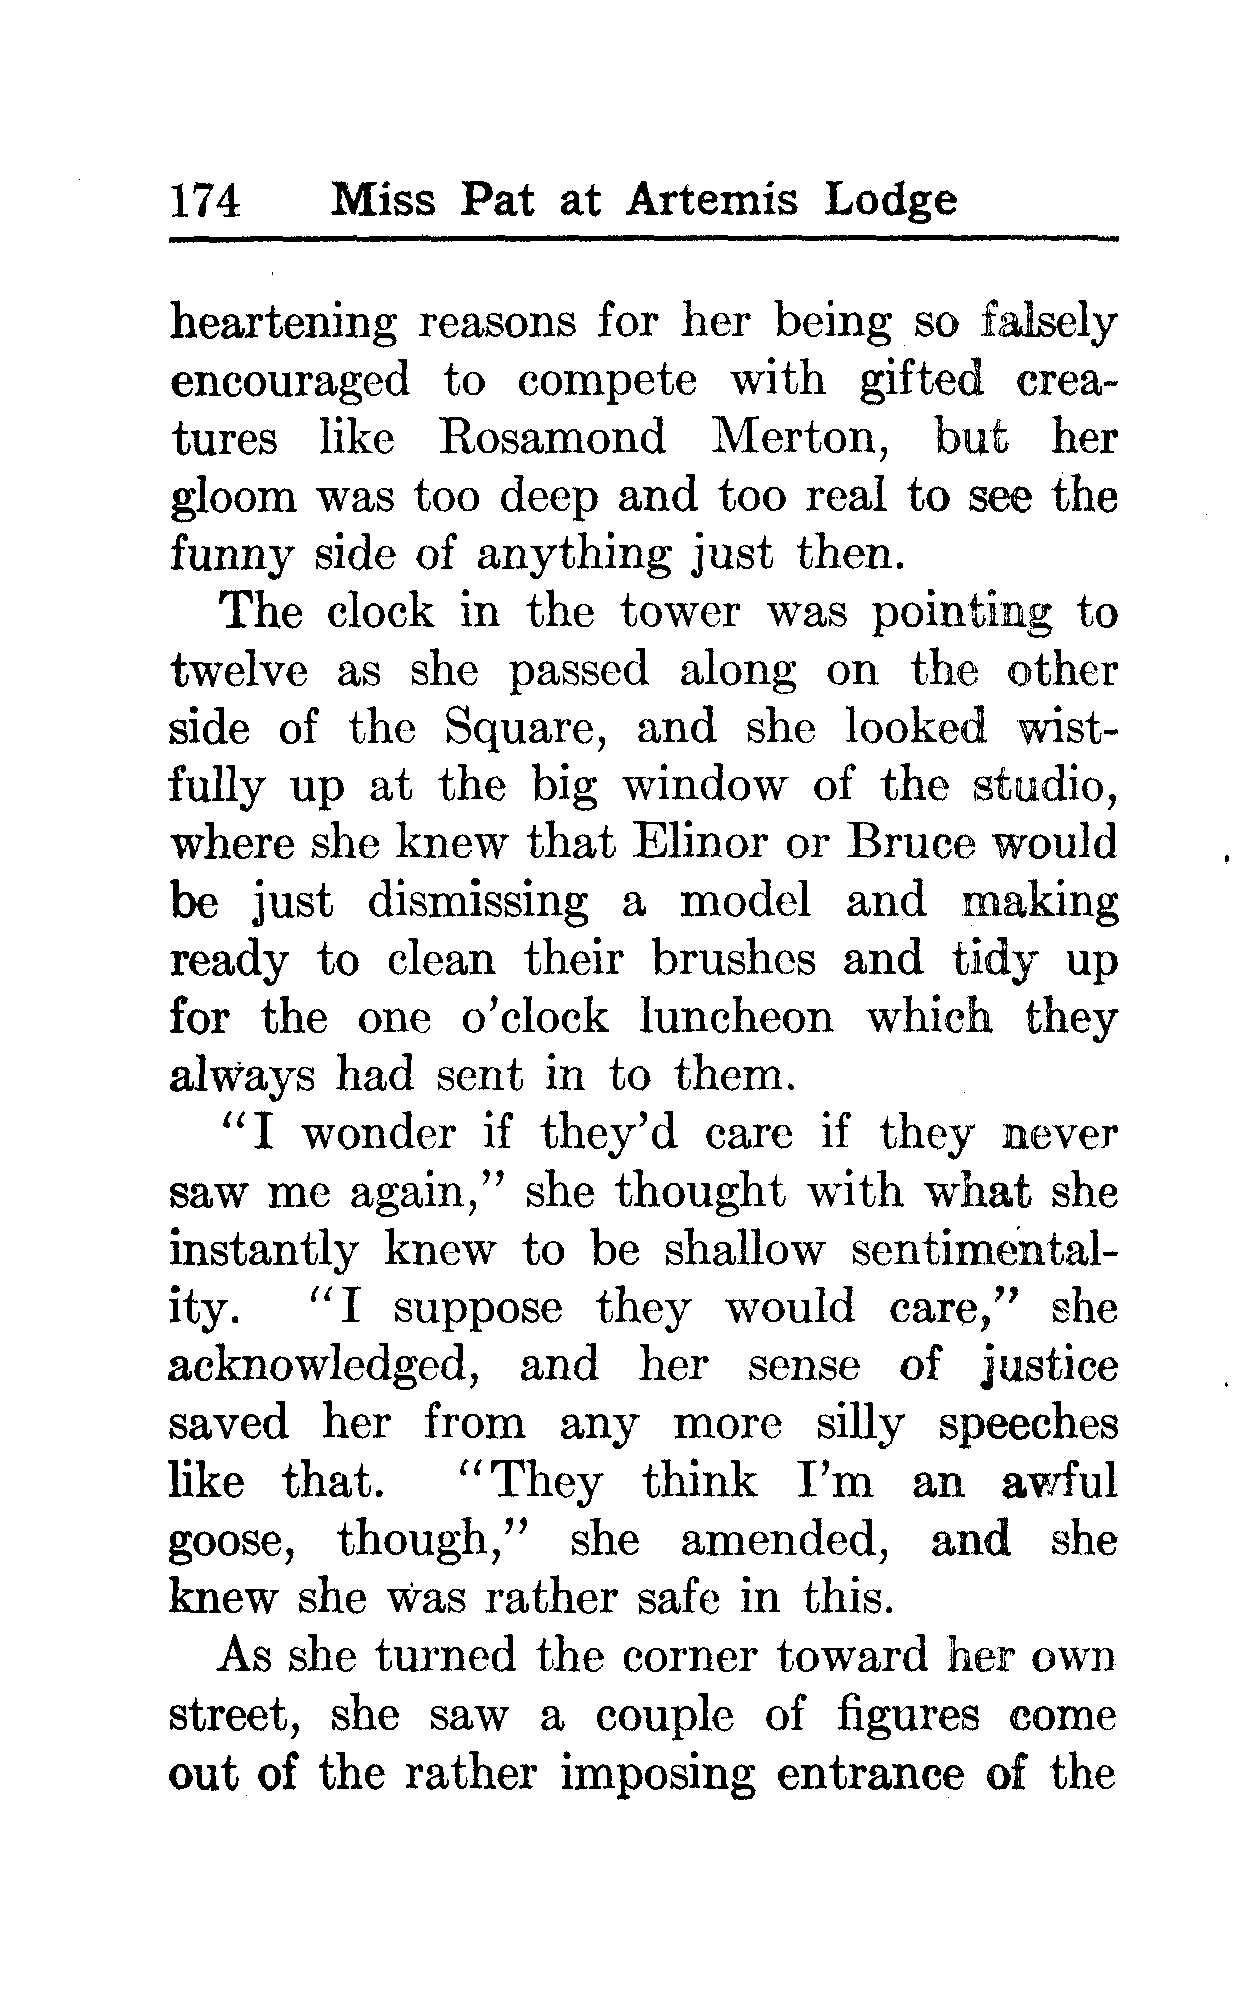 174 Miss Pat at Artemis Lodge
heartening reasons for her being so falsely
encouraged to compete with gifted crea-
tures like Rosamond Merton, but her
gloom was too deep and too real to see the
funny side of anything just then.
The clock in the tower was pointing to
twelve as she passed along on the other
side of the Square, and she looked wist-
fully up at the big window of the studio,
where she knew that Elinor or Bruce would
be just dismissing a model and making
ready to clean their brushes and tidy up
for the one o'clock luncheon which they
always had sent in to them.
"I wonder if they'd care if they never
saw me again," she thought with what she
instantly knew to be shallow sentimental-
ity. "I suppose they would care," she
acknowledged, and her sense of justice
saved her from any more silly speeches
like that. "They think I'm an awful
goose, though," she amended, and she
knew she was rather safe in this.
As she turned the corner toward her own
street, she saw a couple of figures come
out of the rather imposing entrance of the